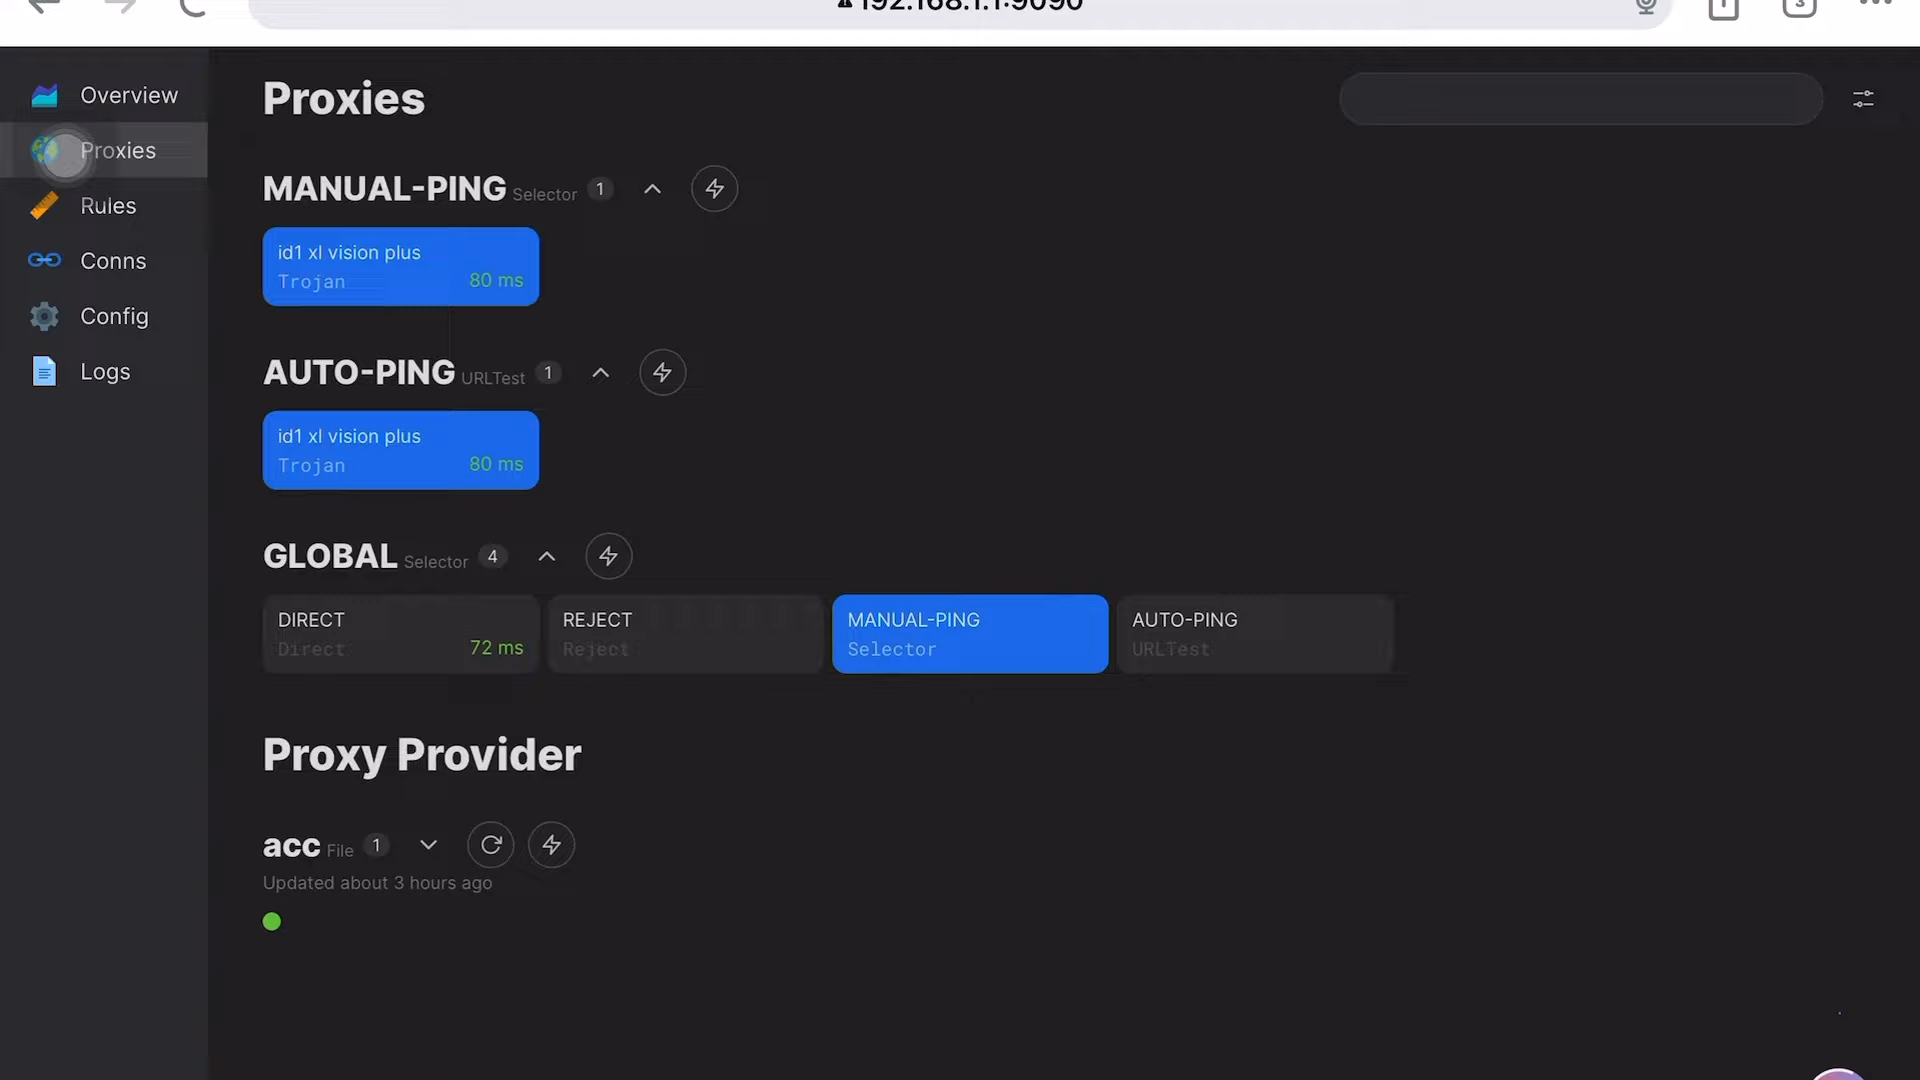 192.168.1.1:9090
3
Overview
Proxies
Rules
Conns
Config
Logs
Proxies
MANUAL-PING Selector 1
id1 xl vision plus
Trojan 80 ms
AUTO-PING URLTest 1
id1 xl vision plus
Trojan 80 ms
GLOBAL Selector 4
DIRECT
Direct 72 ms
REJECT
Reject
MANUAL-PING
Selector
AUTO-PING
URLTest
Proxy Provider
acc File 1
Updated about 3 hours ago